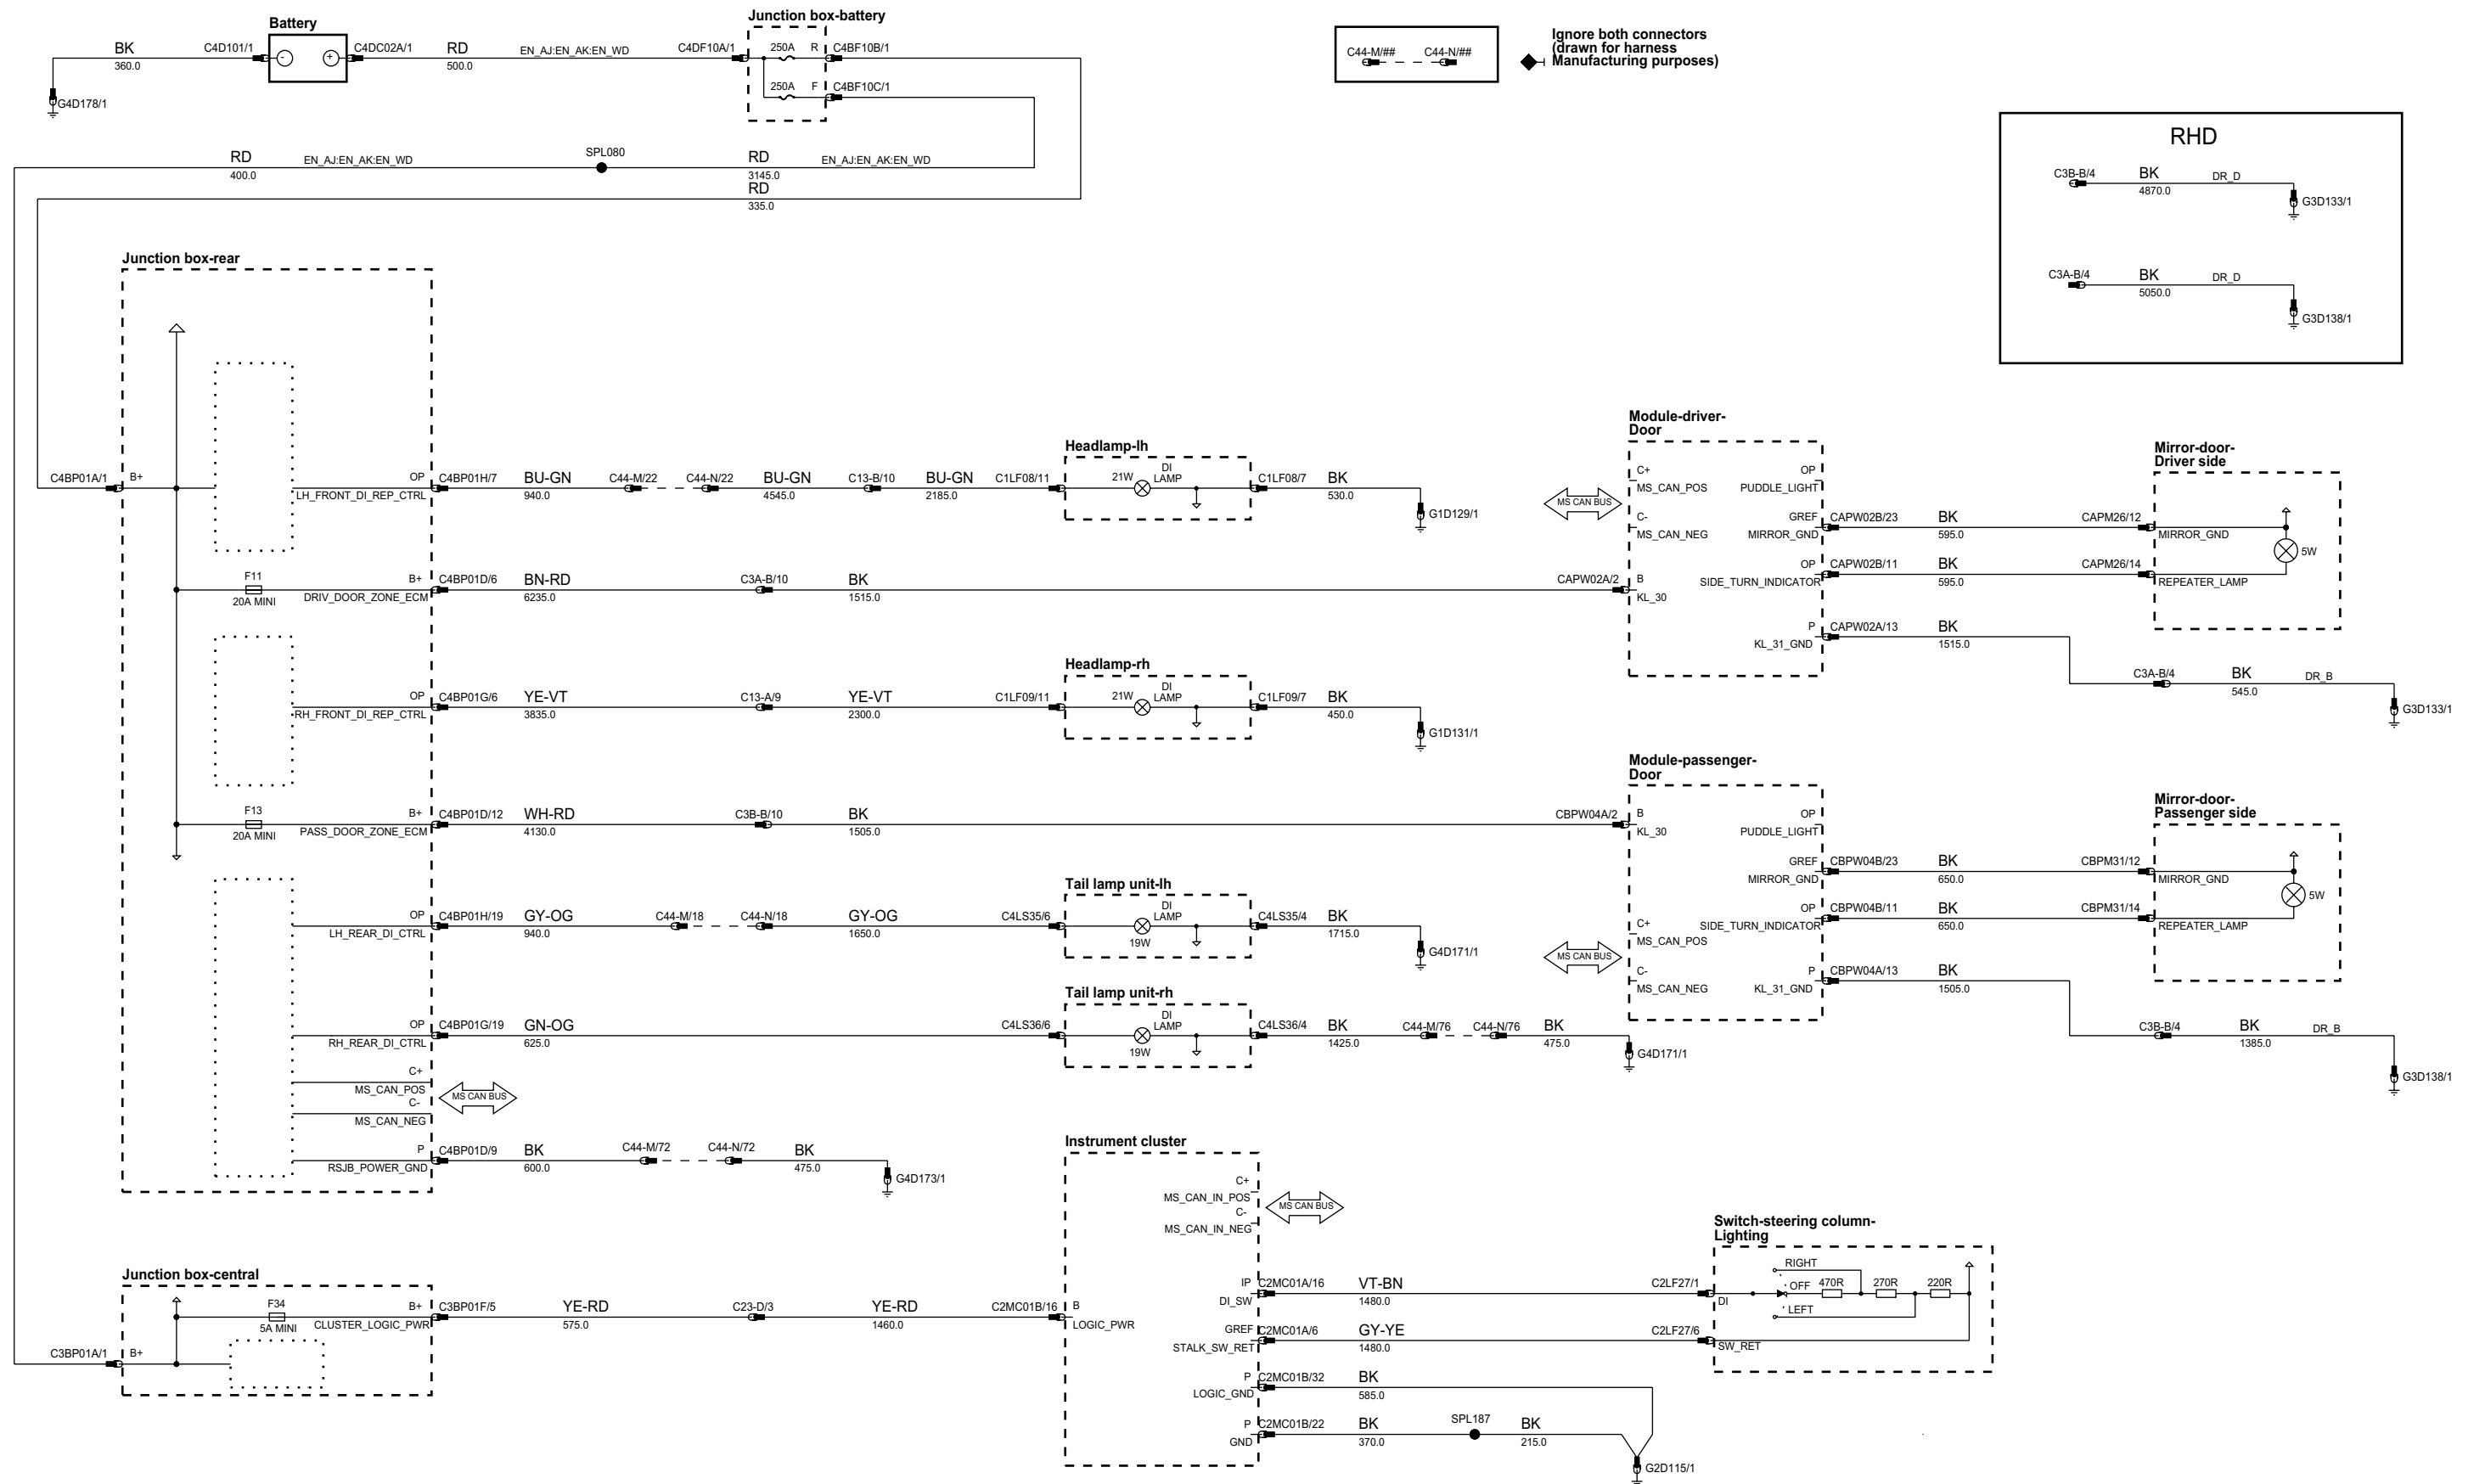 Battery
BK
360.0
C4D101/1
-
+
C4DC02A/1
RD
500.0
EN_AJ:EN_AK:EN_WD
C4DF10A/1
G4D178/1
Junction box-battery
250A
R
C4BF10B/1
250A
F
C4BF10C/1
RD
400.0
EN_AJ:EN_AK:EN_WD
SPL080
RD
3145.0
EN_AJ:EN_AK:EN_WD
RD
335.0
C44-M/##
C44-N/##
Ignore both connectors
(drawn for harness
Manufacturing purposes)
RHD
C3B-B/4
BK
4870.0
DR_D
G3D133/1
C3A-B/4
BK
5050.0
DR_D
G3D138/1
Junction box-rear
C4BP01A/1
B+
OP
LH_FRONT_DI_REP_CTRL
C4BP01H/7
BU-GN
940.0
C44-M/22
C44-N/22
BU-GN
4545.0
C13-B/10
BU-GN
2185.0
C1LF08/11
Headlamp-lh
21W
DI
LAMP
C1LF08/7
BK
530.0
G1D129/1
F11
20A MINI
B+
DRIV_DOOR_ZONE_ECM
C4BP01D/6
BN-RD
6235.0
C3A-B/10
BK
1515.0
CAPW02A/2
OP
RH_FRONT_DI_REP_CTRL
C4BP01G/6
YE-VT
3835.0
C13-A/9
YE-VT
2300.0
C1LF09/11
Headlamp-rh
21W
DI
LAMP
C1LF09/7
BK
450.0
G1D131/1
F13
20A MINI
B+
PASS_DOOR_ZONE_ECM
C4BP01D/12
WH-RD
4130.0
C3B-B/10
BK
1505.0
CBPW04A/2
OP
LH_REAR_DI_CTRL
C4BP01H/19
GY-OG
940.0
C44-M/18
C44-N/18
GY-OG
1650.0
C4LS35/6
Tail lamp unit-lh
DI
LAMP
19W
C4LS35/4
BK
1715.0
G4D171/1
OP
RH_REAR_DI_CTRL
C4BP01G/19
GN-OG
625.0
C4LS36/6
Tail lamp unit-rh
DI
LAMP
19W
C4LS36/4
BK
1425.0
C44-M/76
C44-N/76
BK
475.0
G4D171/1
C+
MS_CAN_POS
C-
MS_CAN_NEG
MS CAN BUS
P
RSJB_POWER_GND
C4BP01D/9
BK
600.0
C44-M/72
C44-N/72
BK
475.0
G4D173/1
Module-driver-
Door
MS CAN BUS
C+
MS_CAN_POS
C-
MS_CAN_NEG
B
KL_30
OP
PUDDLE_LIGHT
GREF
MIRROR_GND
CAPW02B/23
BK
595.0
CAPM26/12
OP
SIDE_TURN_INDICATOR
CAPW02B/11
BK
595.0
CAPM26/14
P
KL_31_GND
CAPW02A/13
BK
1515.0
C3A-B/4
BK
545.0
DR_B
G3D133/1
Mirror-door-
Driver side
MIRROR_GND
5W
REPEATER_LAMP
Module-passenger-
Door
B
KL_30
MS CAN BUS
C+
MS_CAN_POS
C-
MS_CAN_NEG
OP
PUDDLE_LIGHT
GREF
MIRROR_GND
CBPW04B/23
BK
650.0
CBPM31/12
OP
SIDE_TURN_INDICATOR
CBPW04B/11
BK
650.0
CBPM31/14
P
KL_31_GND
CBPW04A/13
BK
1505.0
C3B-B/4
BK
1385.0
DR_B
G3D138/1
Mirror-door-
Passenger side
MIRROR_GND
5W
REPEATER_LAMP
Junction box-central
C3BP01A/1
B+
F34
5A MINI
B+
CLUSTER_LOGIC_PWR
C3BP01F/5
YE-RD
575.0
C23-D/3
YE-RD
1460.0
C2MC01B/16
Instrument cluster
B
LOGIC_PWR
C+
MS_CAN_IN_POS
C-
MS_CAN_IN_NEG
MS CAN BUS
IP
DI_SW
C2MC01A/16
VT-BN
1480.0
C2LF27/1
GREF
STALK_SW_RET
C2MC01A/6
GY-YE
1480.0
C2LF27/6
P
LOGIC_GND
C2MC01B/32
BK
585.0
P
GND
C2MC01B/22
BK
370.0
SPL187
BK
215.0
G2D115/1
Switch-steering column-
Lighting
DI
RIGHT
OFF
LEFT
470R
270R
220R
SW_RET